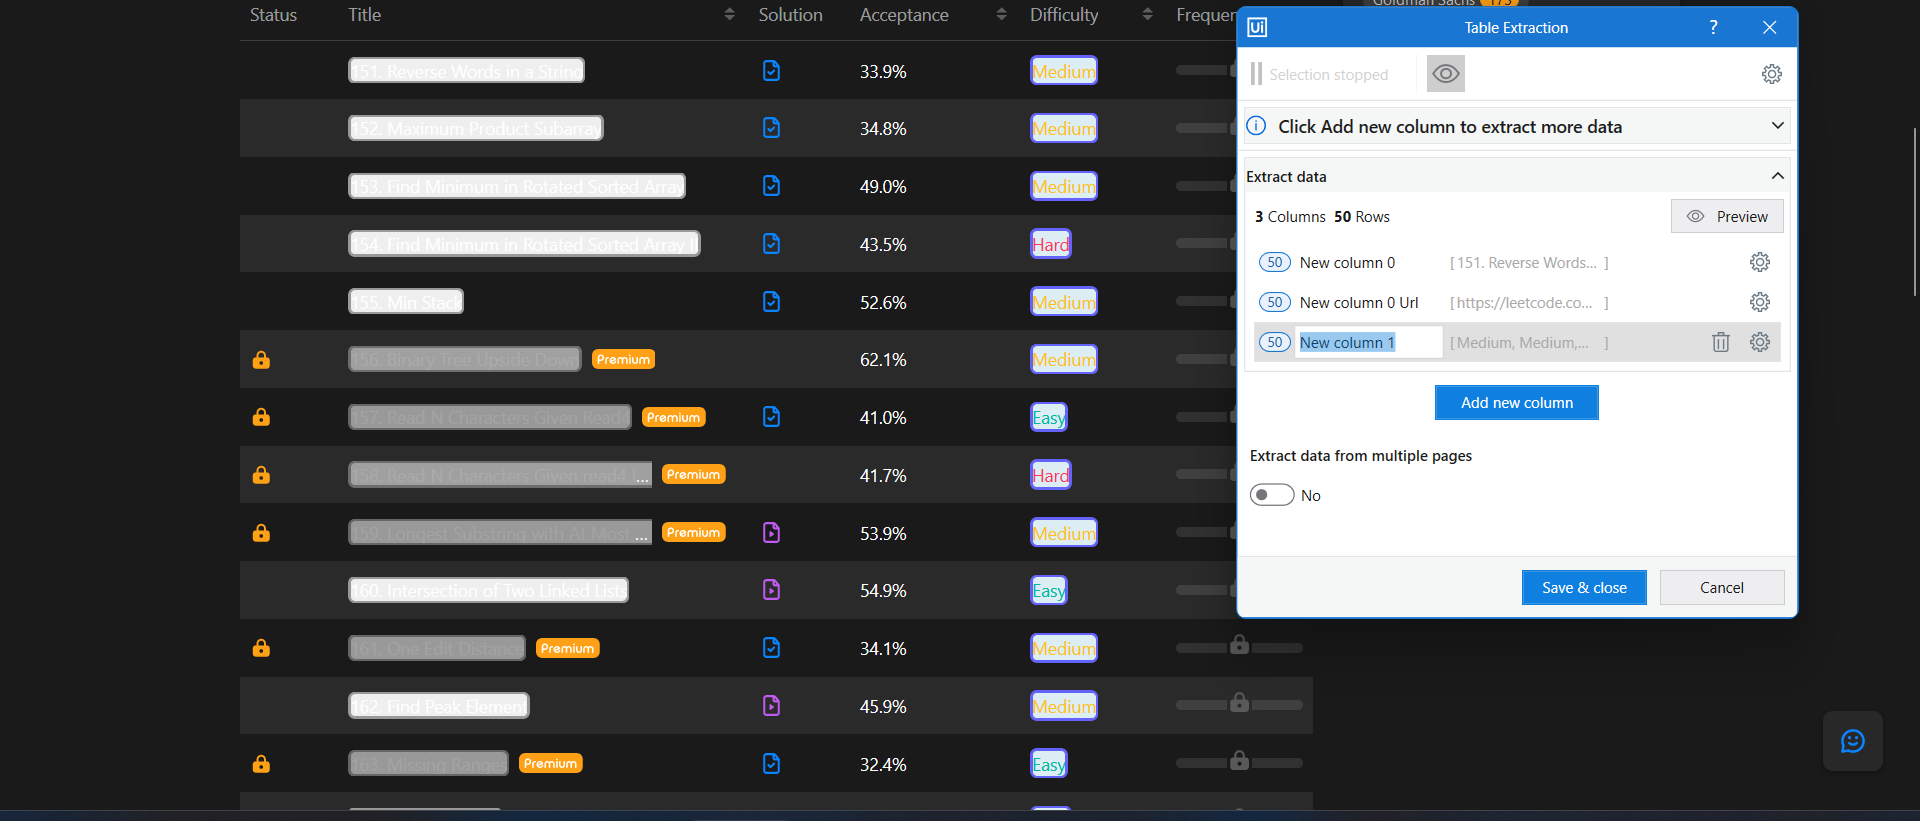 Goldman Sachs 173
Status Title Solution Acceptance Difficulty Frequen
151. Reverse Words in a String 33.9% Medium
152. Maximum Product Subarray 34.8% Medium
153. Find Minimum in Rotated Sorted Array 49.0% Medium
154. Find Minimum in Rotated Sorted Array II 43.5% Hard
155. Min Stack 52.6% Medium
156. Binary Tree Upside Down Premium 62.1% Medium
157. Read N Characters Given Read4 Premium 41.0% Easy
158. Read N Characters Given read4 I... Premium 41.7% Hard
159. Longest Substring with At Most ... Premium 53.9% Medium
160. Intersection of Two Linked Lists 54.9% Easy
161. One Edit Distance Premium 34.1% Medium
162. Find Peak Element 45.9% Medium
163. Missing Ranges Premium 32.4% Easy
Ui Table Extraction ?
Selection stopped
Click Add new column to extract more data
Extract data
3 Columns 50 Rows Preview
50 New column 0 [ 151. Reverse Words... ]
50 New column 0 Url [ https://leetcode.co... ]
50 New column 1 [ Medium, Medium,... ]
Add new column
Extract data from multiple pages
No
Save & close Cancel